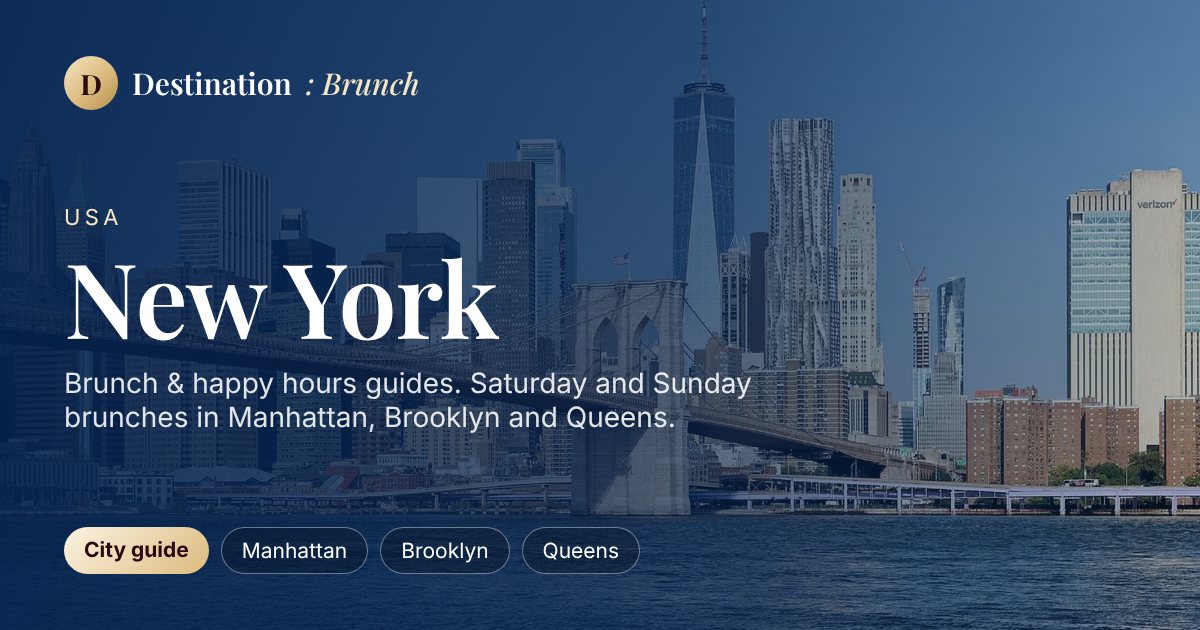 D Destination : Brunch
USA
verizon
New York
Brunch & happy hours guides. Saturday and Sunday
brunches in Manhattan, Brooklyn and Queens.
City guide Manhattan Brooklyn Queens